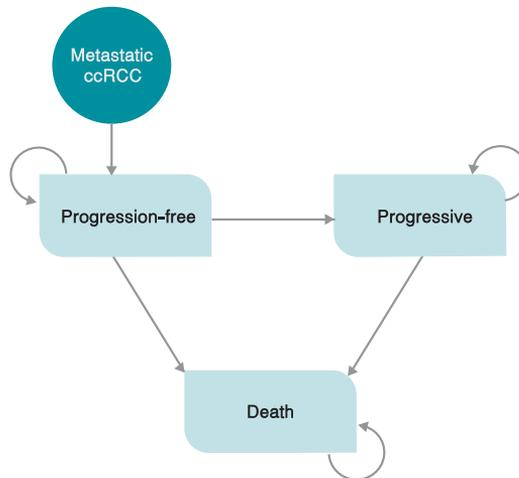 Metastatic
ccRCC
Progression-free
Progressive
Death